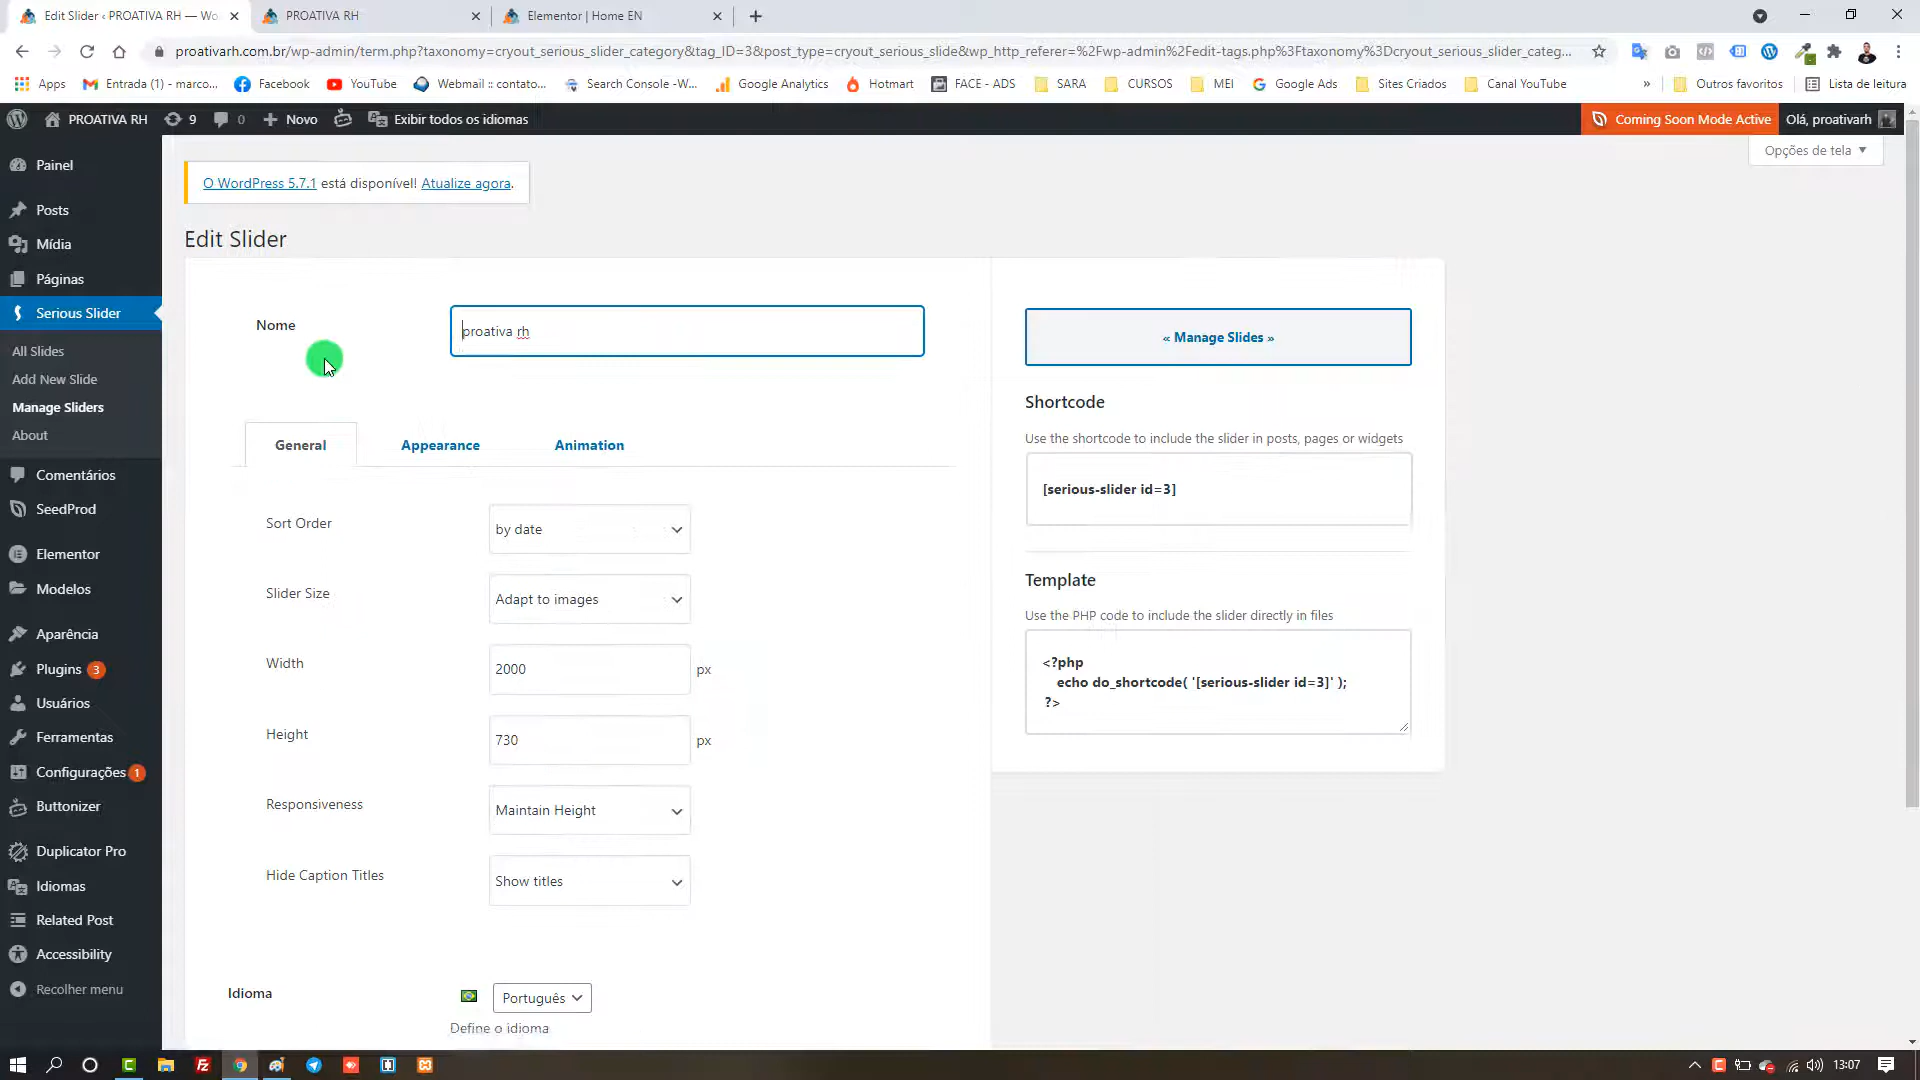 Edit Slider ‹ PROATIVA RH — Wo
PROATIVA RH
Elementor | Home EN
proativarh.com.br/wp-admin/term.php?taxonomy=cryout_serious_slider_category&tag_ID=3&post_type=cryout_serious_slide&wp_http_referer=%2Fwp-admin%2Fedit-tags.php%3Ftaxonomy%3Dcryout_serious_slider_categ...
Apps
Entrada (1) - marco...
Facebook
YouTube
Webmail :: contato...
Search Console -W...
Google Analytics
Hotmart
FACE - ADS
SARA
CURSOS
MEI
Google Ads
Sites Criados
Canal YouTube
»
Outros favoritos
Lista de leitura
PROATIVA RH
9
0
Novo
Exibir todos os idiomas
Coming Soon Mode Active
Olá, proativarh
Opções de tela
O WordPress 5.7.1 está disponível! Atualize agora.
Painel
Posts
Mídia
Páginas
Serious Slider
All Slides
Add New Slide
Manage Sliders
About
Comentários
SeedProd
Elementor
Modelos
Aparência
Plugins 3
Usuários
Ferramentas
Configurações 1
Buttonizer
Duplicator Pro
Idiomas
Related Post
Accessibility
Recolher menu
Edit Slider
Nome
proativa rh
General
Appearance
Animation
Sort Order
by date
Slider Size
Adapt to images
Width
2000
px
Height
730
px
Responsiveness
Maintain Height
Hide Caption Titles
Show titles
Idioma
Português
Define o idioma
« Manage Slides »
Shortcode
Use the shortcode to include the slider in posts, pages or widgets
[serious-slider id=3]
Template
Use the PHP code to include the slider directly in files
<?php
echo do_shortcode( '[serious-slider id=3]' );
?>
13:07